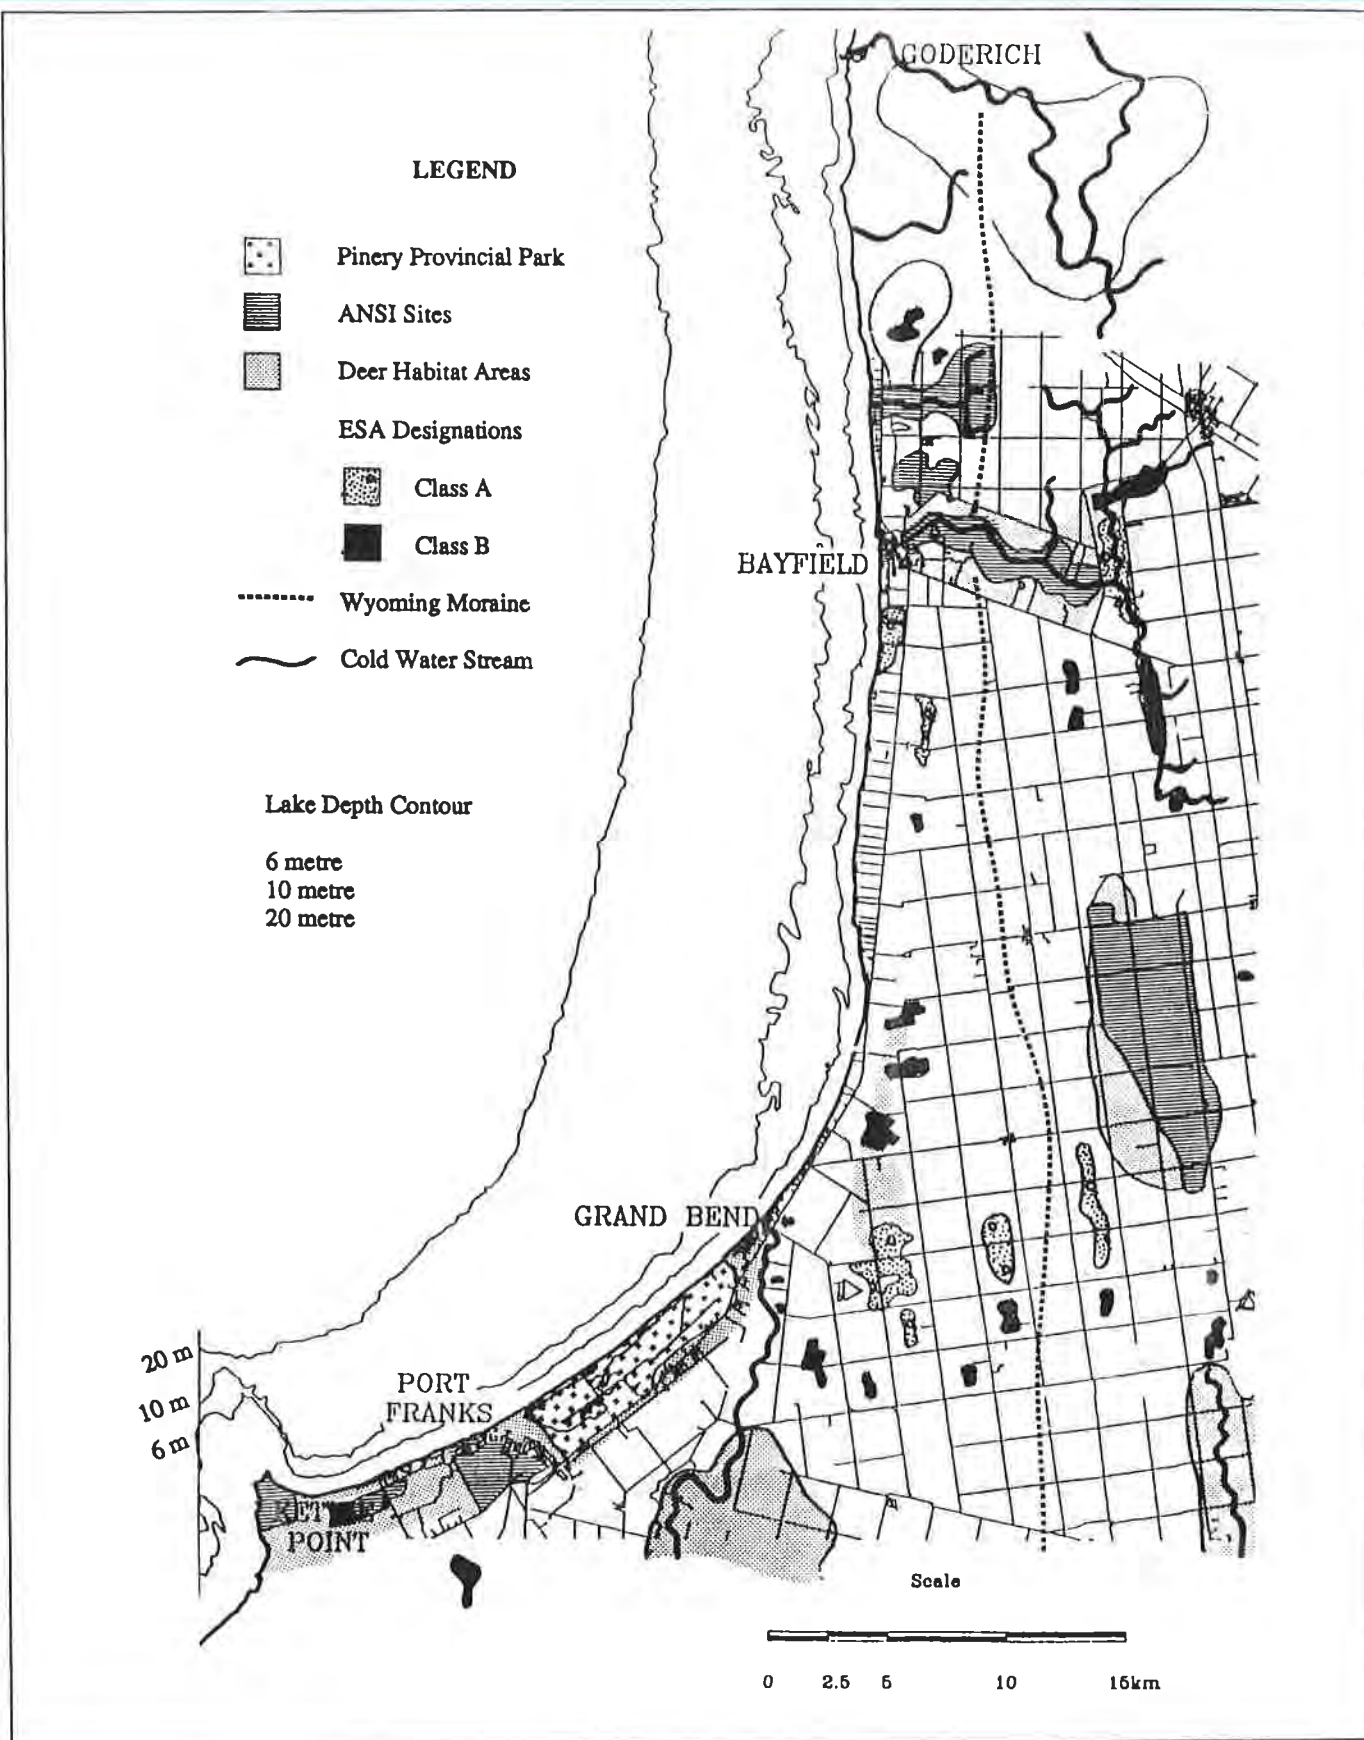 GODERICH
LEGEND
Pinery Provincial Park
ANSI Sites
Deer Habitat Areas
ESA Designations
Class A
Class B
Wyoming Moraine
Cold Water Stream
BAYFIELD
Lake Depth Contour
6 metre
10 metre
20 metre
GRAND BEND
20 m
10 m
6 m
PORT
FRANKS
KETTLE
POINT
Scale
0 2.5 5 10 15km